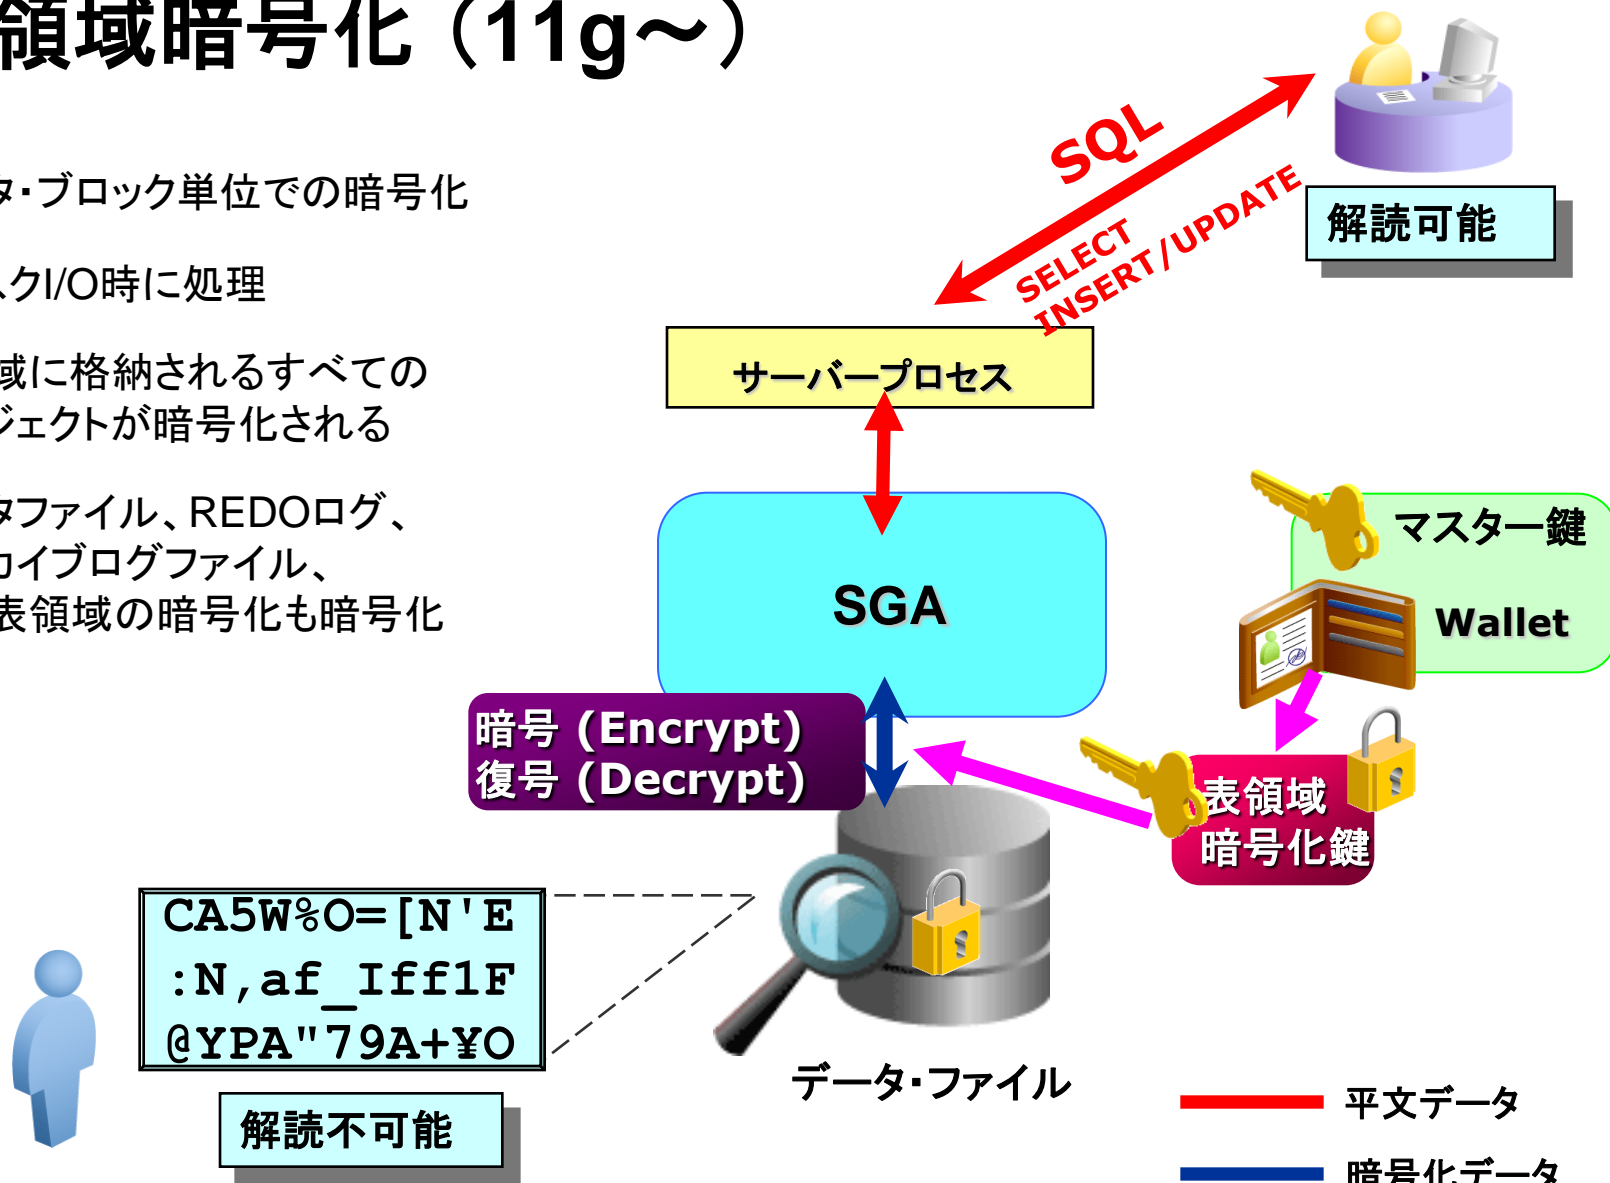 領域暗号化（11g～）
タ・ブロック単位での暗号化
スクI/O時に処理
域に格納されるすべての
ジェクトが暗号化される
タファイル、REDOログ、
カイブログファイル、
表領域の暗号化も暗号化
SQL
SELECT
INSERT/UPDATE
解読可能
サーバープロセス
SGA
マスター鍵
Wallet
暗号 (Encrypt)
復号 (Decrypt)
表領域
暗号化鍵
CA5W%O=[N'E
:N,af_Iff1F
@YPA"79A+¥O
解読不可能
データ・ファイル
平文データ
暗号化データ